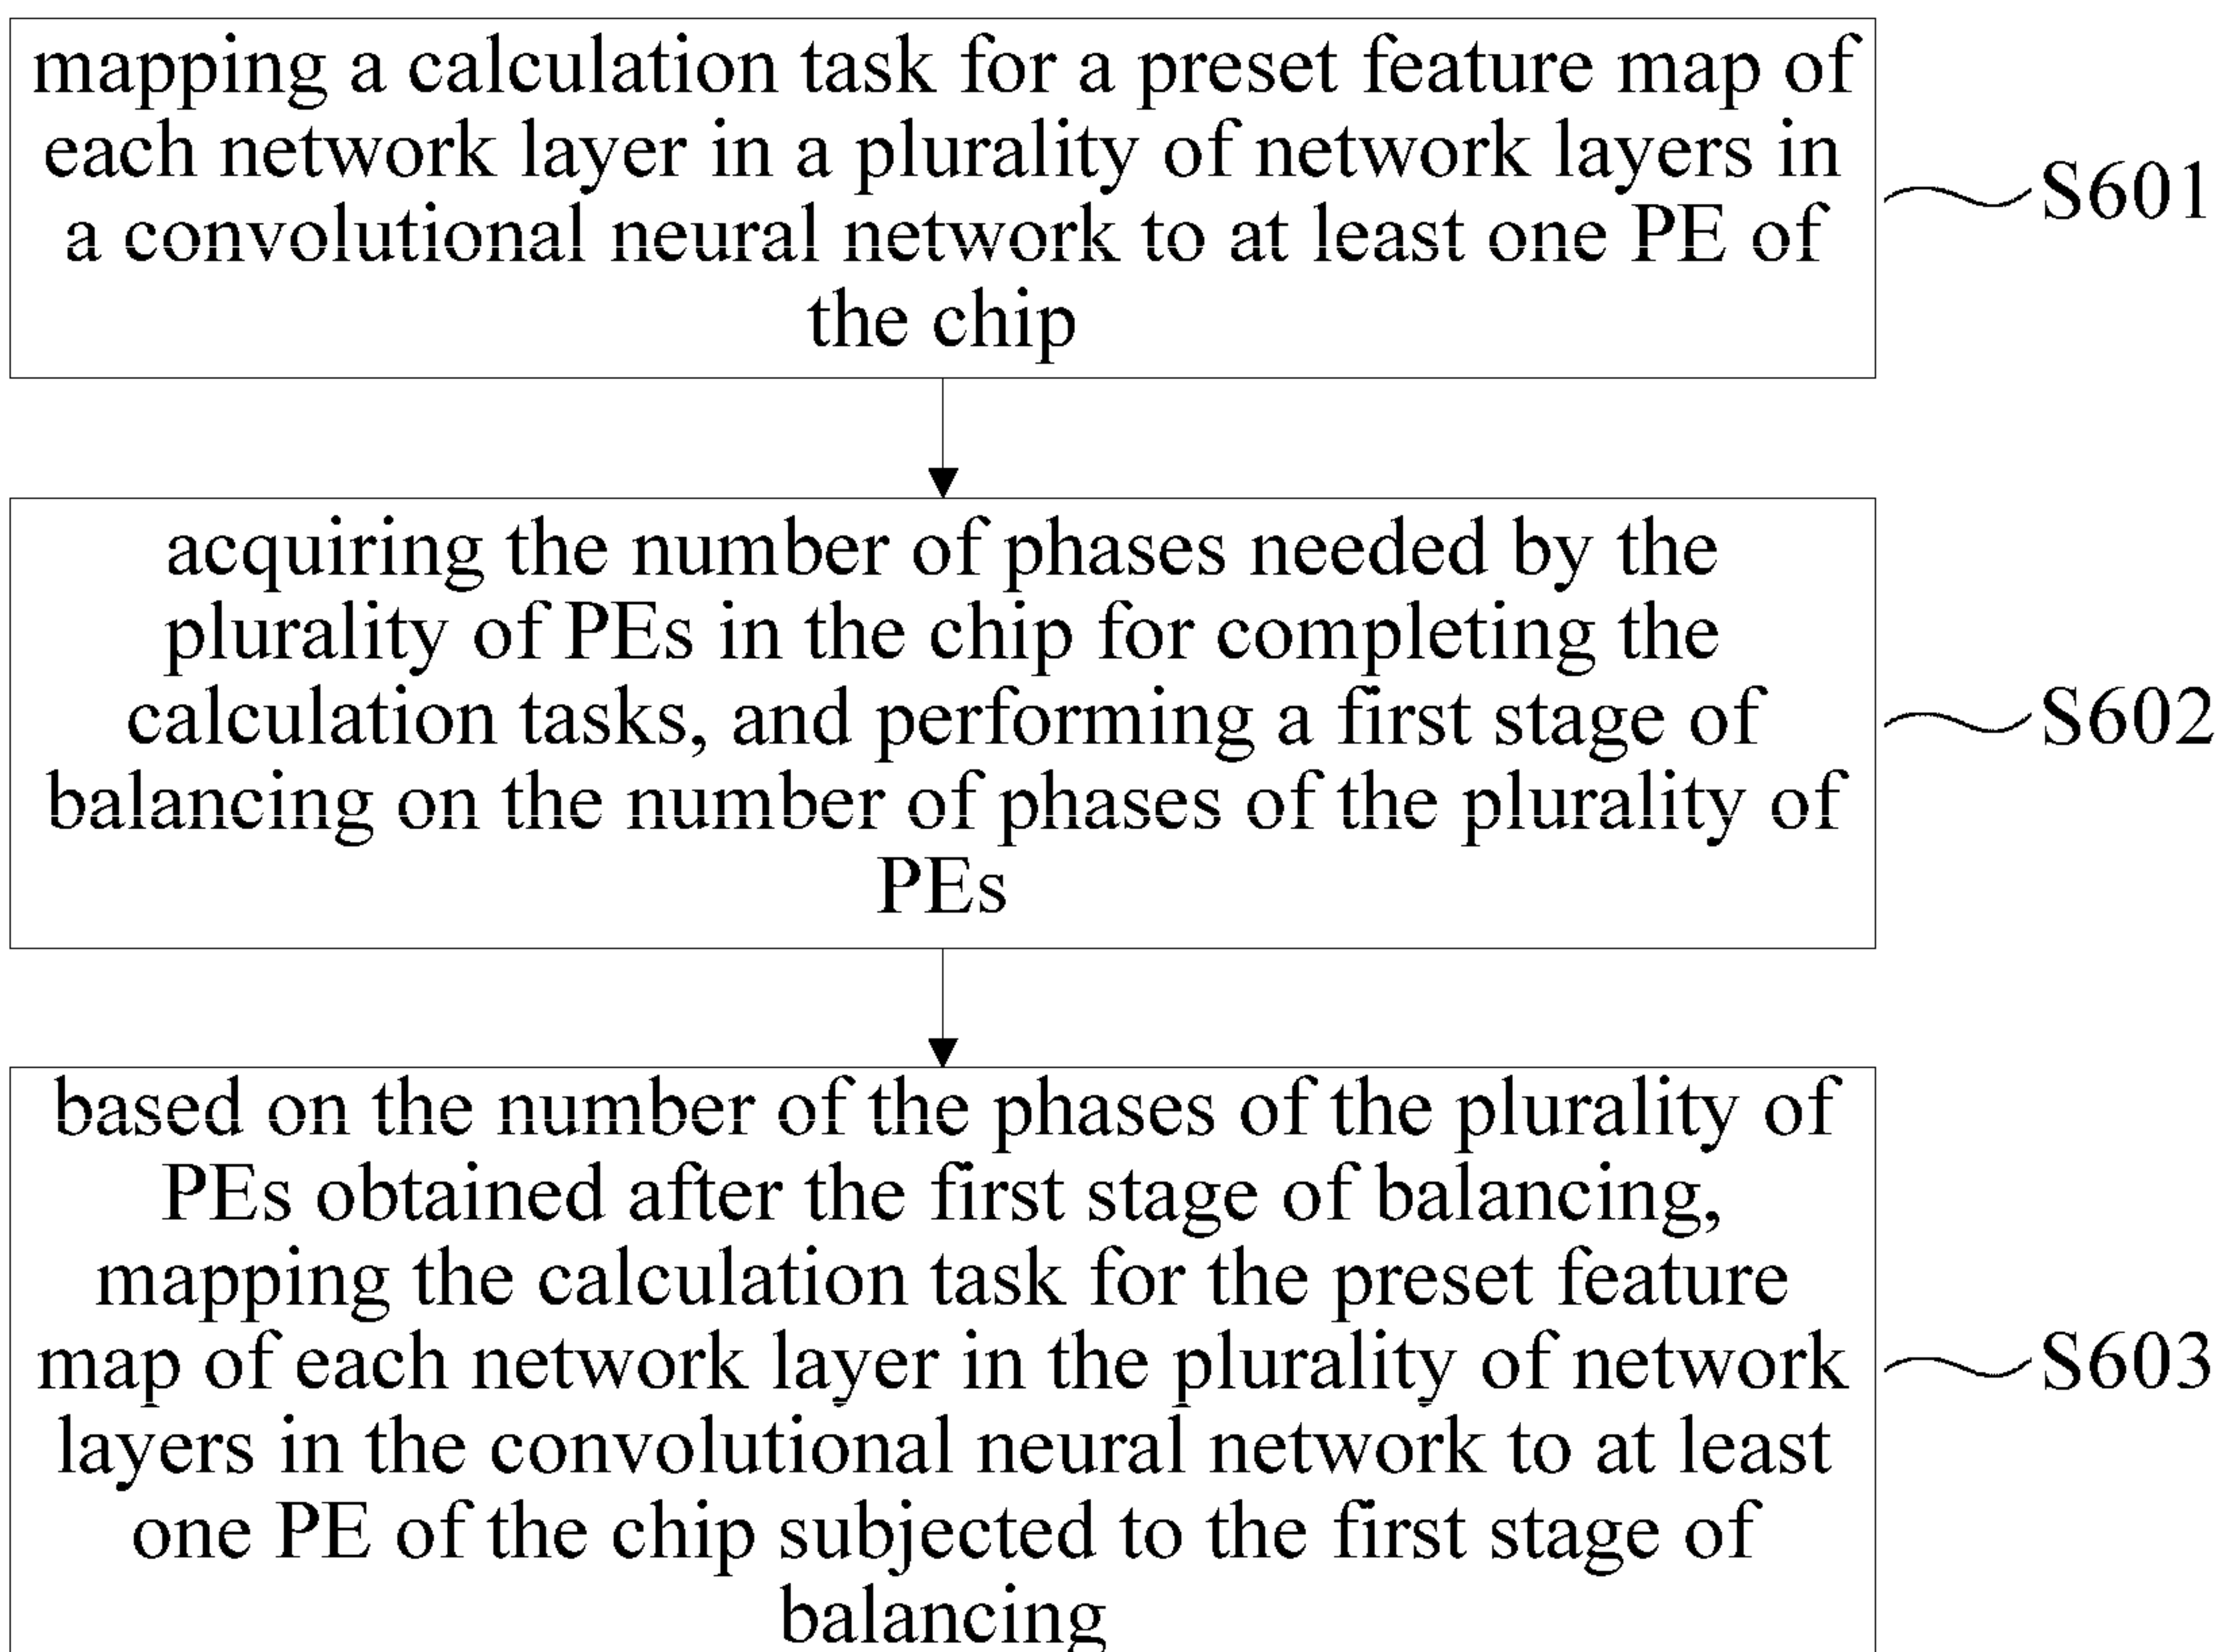 mapping a calculation task for a preset feature map of
each network layer in a plurality of network layers in
a convolutional neural network to at least one PE of
the chip
S601
acquiring the number of phases needed by the
plurality of PEs in the chip for completing the
calculation tasks, and performing a first stage of
balancing on the number of phases of the plurality of
PEs
S602
based on the number of the phases of the plurality of
PEs obtained after the first stage of balancing,
mapping the calculation task for the preset feature
map of each network layer in the plurality of network
layers in the convolutional neural network to at least
one PE of the chip subjected to the first stage of
balancing
S603